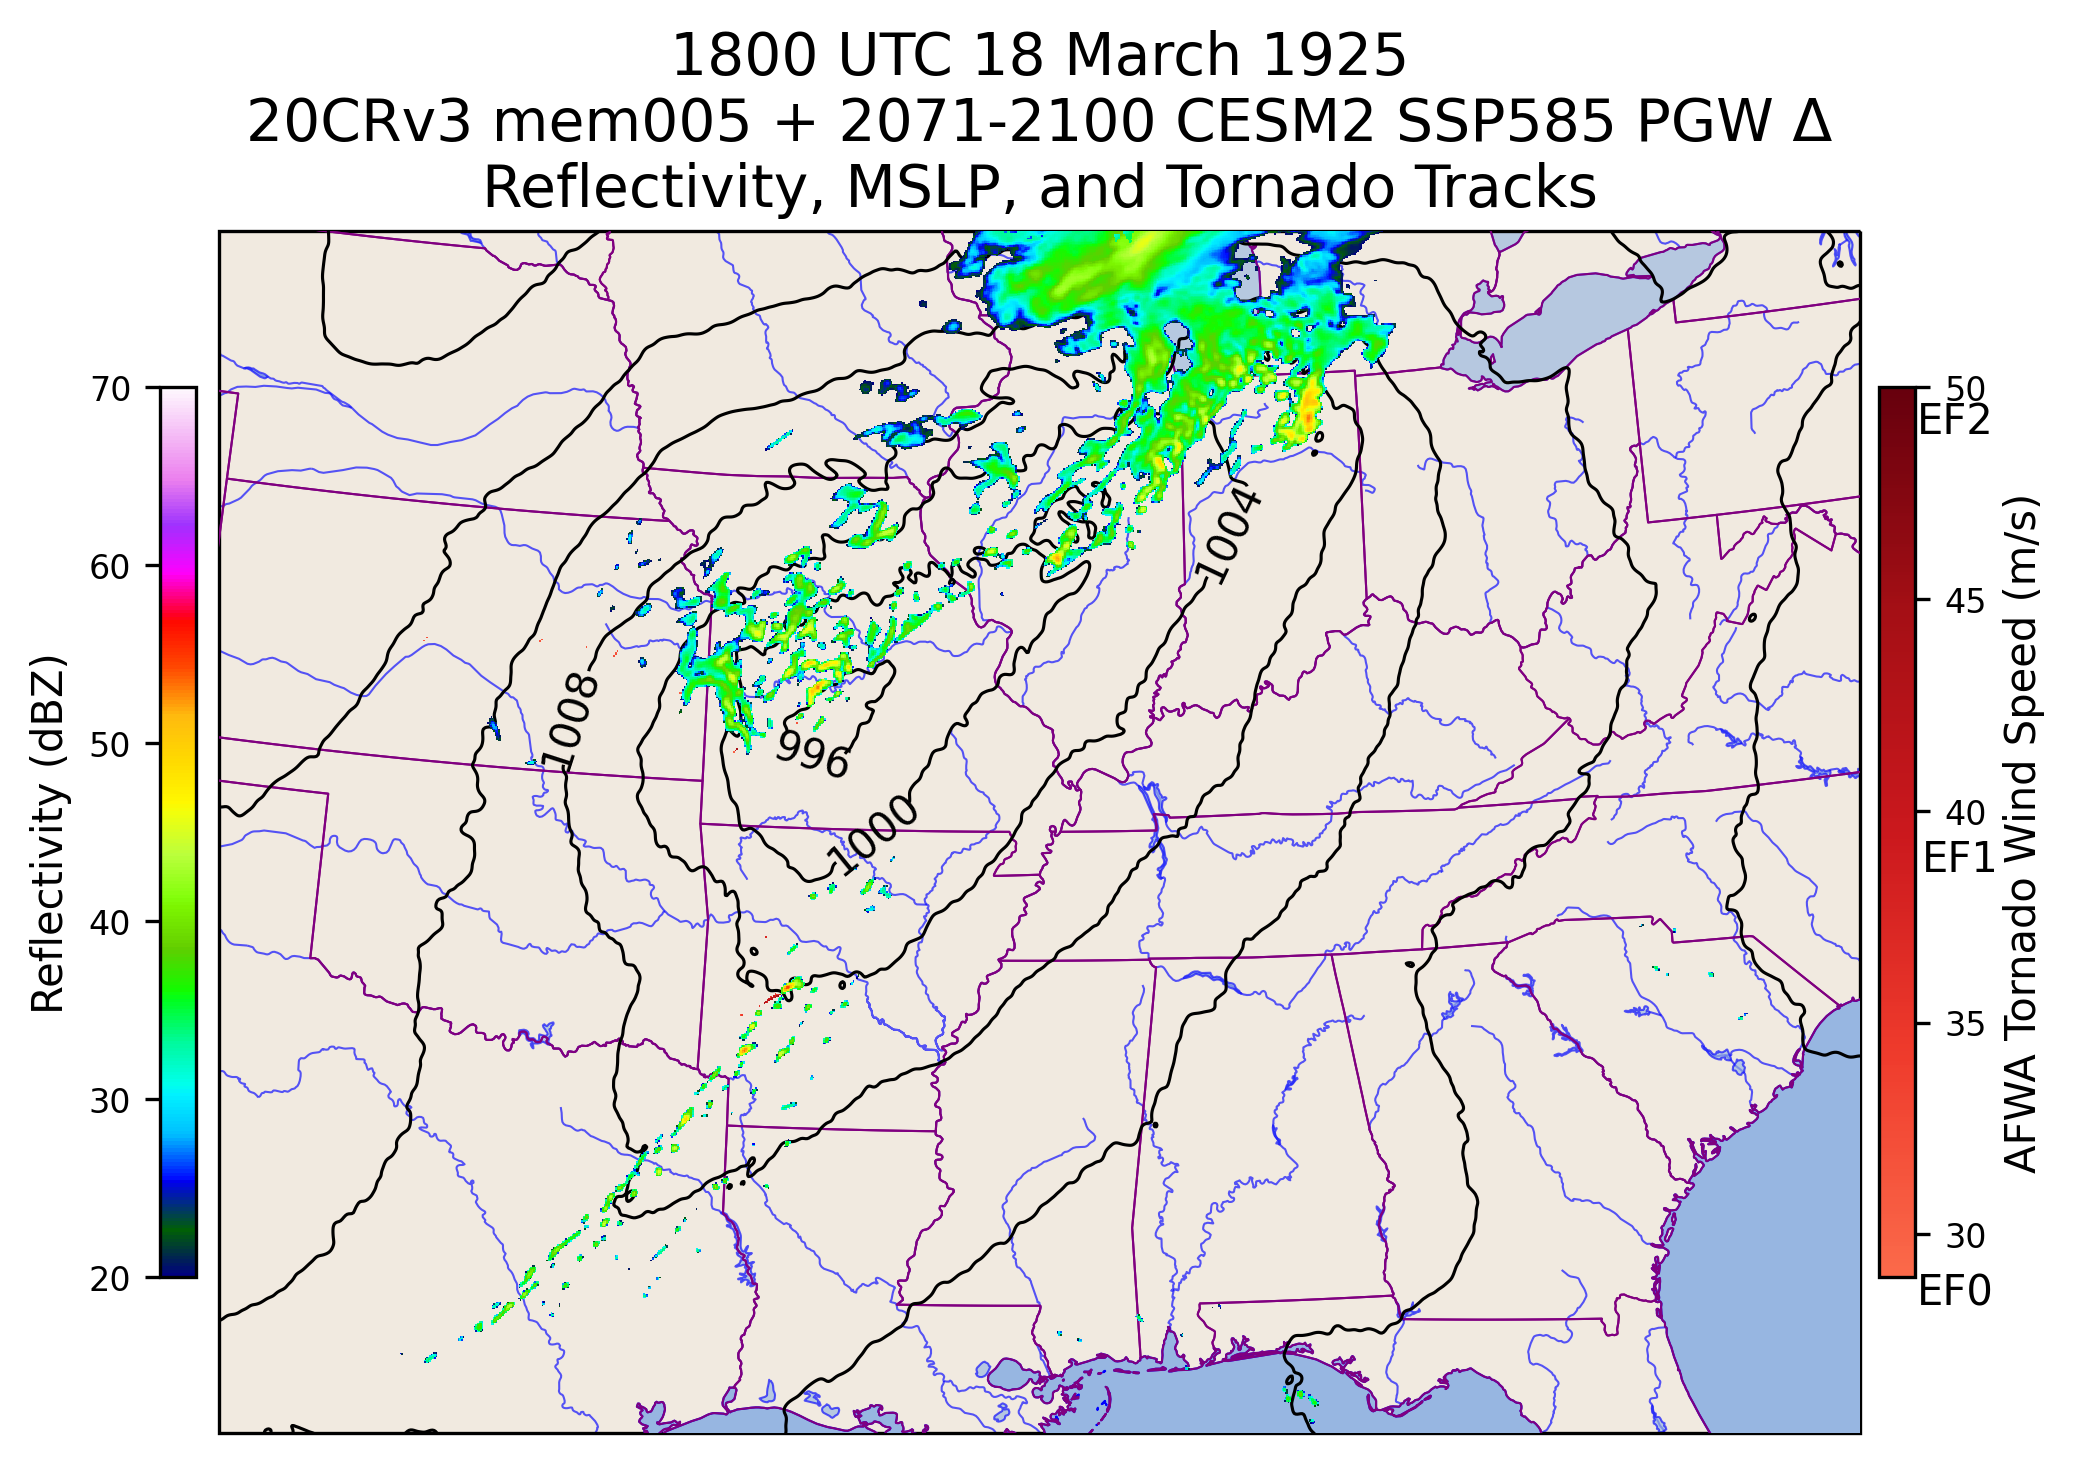 1800 UTC 18 March 1925
20CRv3 mem005 + 2071-2100 CESM2 SSP585 PGW Δ
Reflectivity, MSLP, and Tornado Tracks
Reflectivity (dBZ)
70
60
50
40
30
20
1004
1008
996
1000
50
EF2
45
40
EF1
35
30
EF0
AFWA Tornado Wind Speed (m/s)